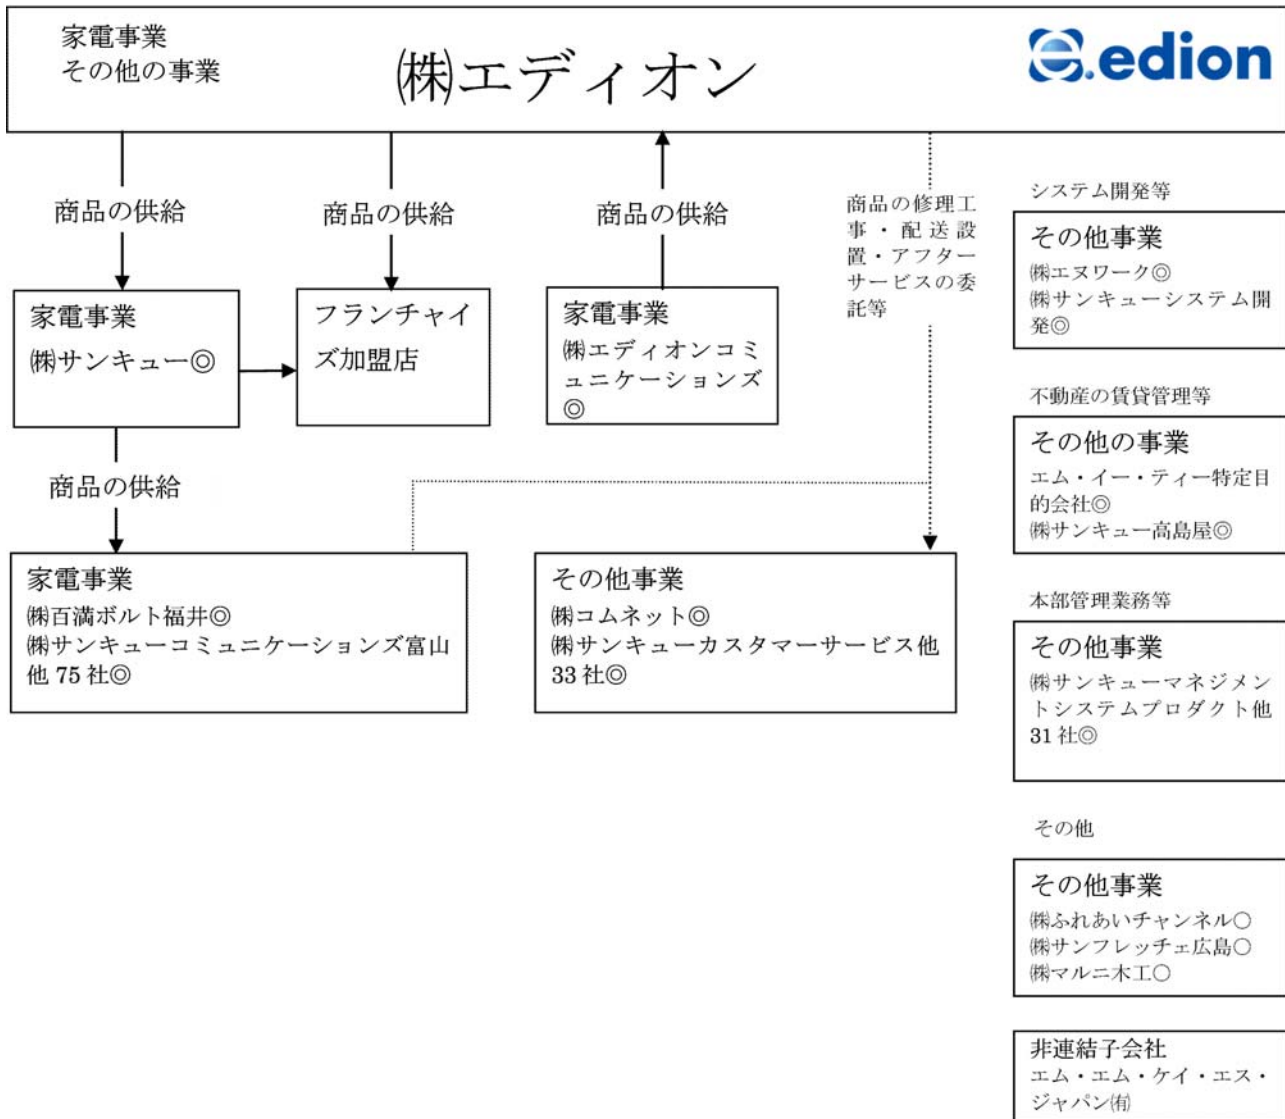 家電事業
その他の事業
㈱エディオン
e.edion
商品の供給
商品の供給
商品の供給
商品の修理工
事・配送設
置・アフター
サービスの委
託等
家電事業
㈱サンキュー◎
フランチャイ
ズ加盟店
家電事業
㈱エディオンコミ
ュニケーションズ
◎
商品の供給
家電事業
㈱百満ボルト福井◎
㈱サンキューコミュニケーションズ富山
他 75 社◎
その他事業
㈱コムネット◎
㈱サンキューカスタマーサービス他
33 社◎
システム開発等
その他事業
㈱エヌワーク◎
㈱サンキューシステム開
発◎
不動産の賃貸管理等
その他の事業
エム・イー・ティー特定目
的会社◎
㈱サンキュー高島屋◎
本部管理業務等
その他事業
㈱サンキューマネジメン
トシステムプロダクト他
31 社◎
その他
その他事業
㈱ふれあいチャンネル○
㈱サンフレッチェ広島○
㈱マルニ木工○
非連結子会社
エム・エム・ケイ・エス・
ジャパン㈲